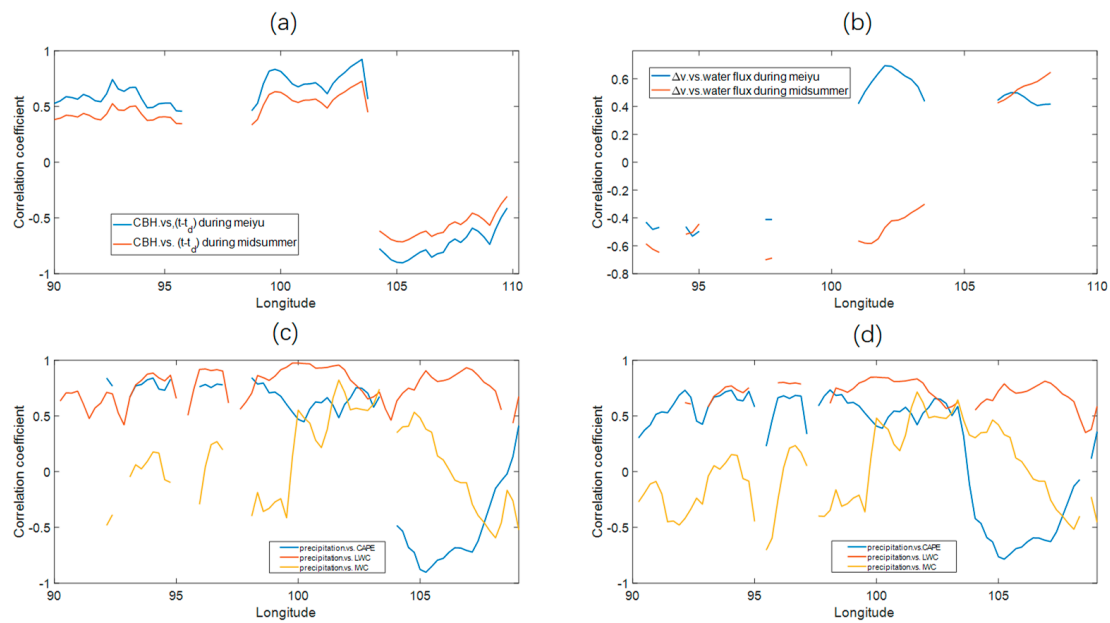 (a)
Correlation coefficient
1
0.5
0
-0.5
-1
CBH.vs,(t-t_d) during meiyu
CBH.vs. (t-t_d) during midsummer
90 95 100 105 110
Longitude
(b)
Correlation coefficient
0.6
0.4
0.2
0
-0.2
-0.4
-0.6
-0.8
Δv.vs.water flux during meiyu
Δv.vs.water flux during midsummer
95 100 105 110
Longitude
(c)
Correlation coefficient
1
0.5
0
-0.5
-1
precipitation.vs. CAPE
precipitation.vs. LWC
precipitation.vs. IWC
90 95 100 105
Longitude
(d)
Correlation coefficient
1
0.5
0
-0.5
-1
precipitation.vs.CAPE
precipitation.vs. LWC
precipitation.vs. IWC
90 95 100 105
Longitude